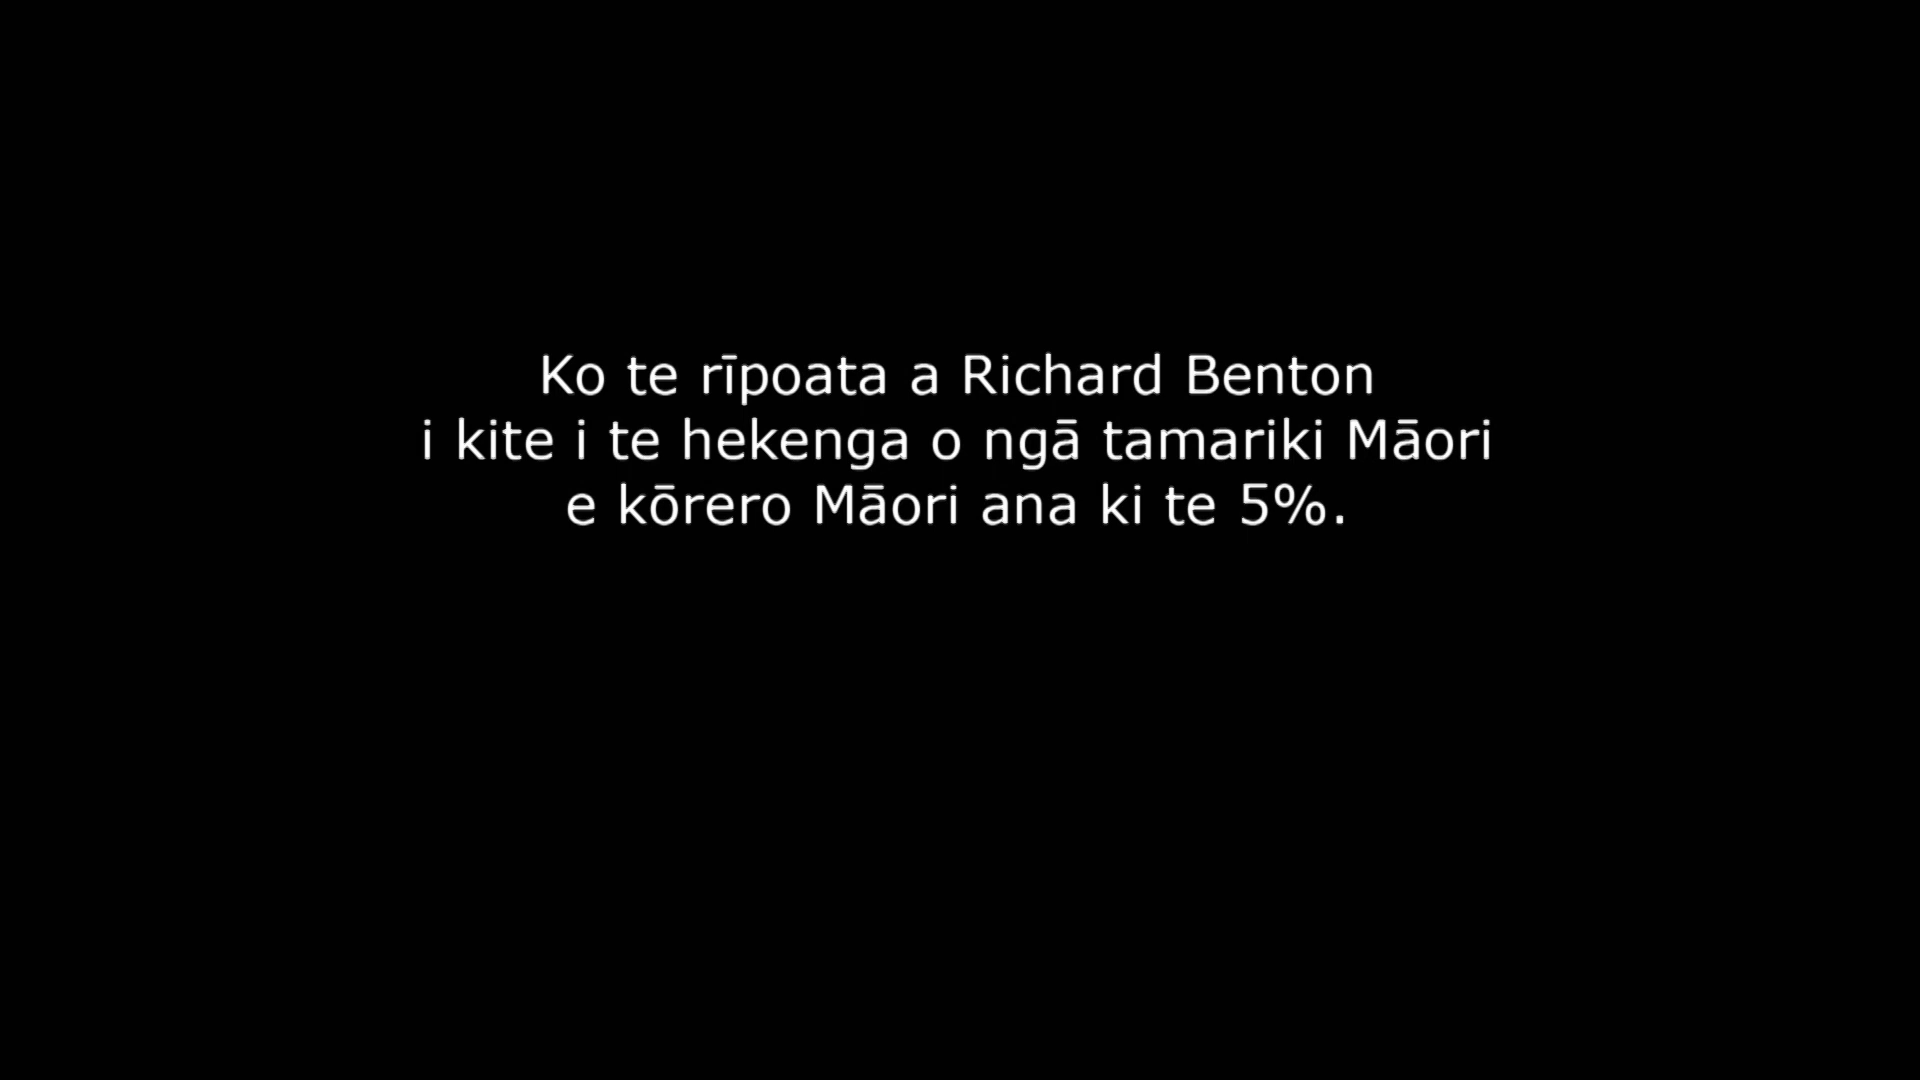 Ko te rīpoata a Richard Benton
i kite i te hekenga o ngā tamariki Māori
e kōrero Māori ana ki te 5%.